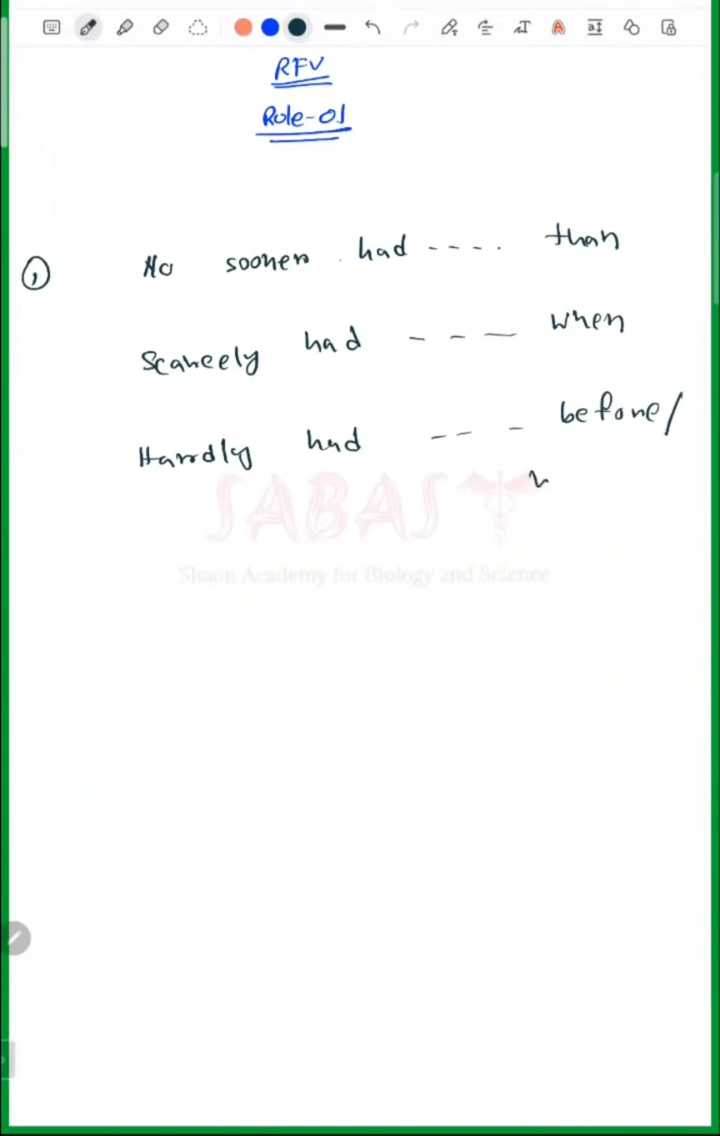 RFV
Rule-01
1 No sooner had ---- than
Scarcely had - - — when
Hardly had -- - before/
SABAS
Shaon Academy for Biology and Science